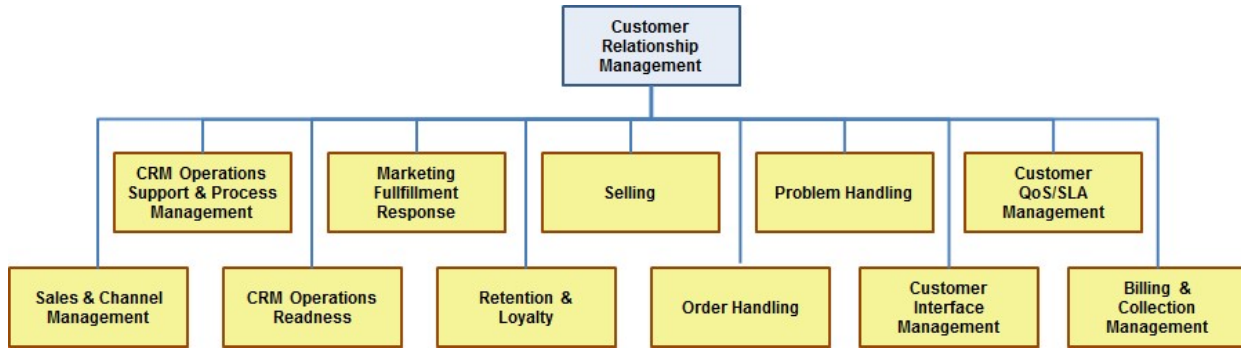 Customer
Relationship
Management
CRM Operations
Support & Process
Management
Marketing
Fullfillment
Response
Selling
Problem Handling
Customer
QoS/SLA
Management
Sales & Channel
Management
CRM Operations
Readness
Retention &
Loyalty
Order Handling
Customer
Interface
Management
Billing &
Collection
Management